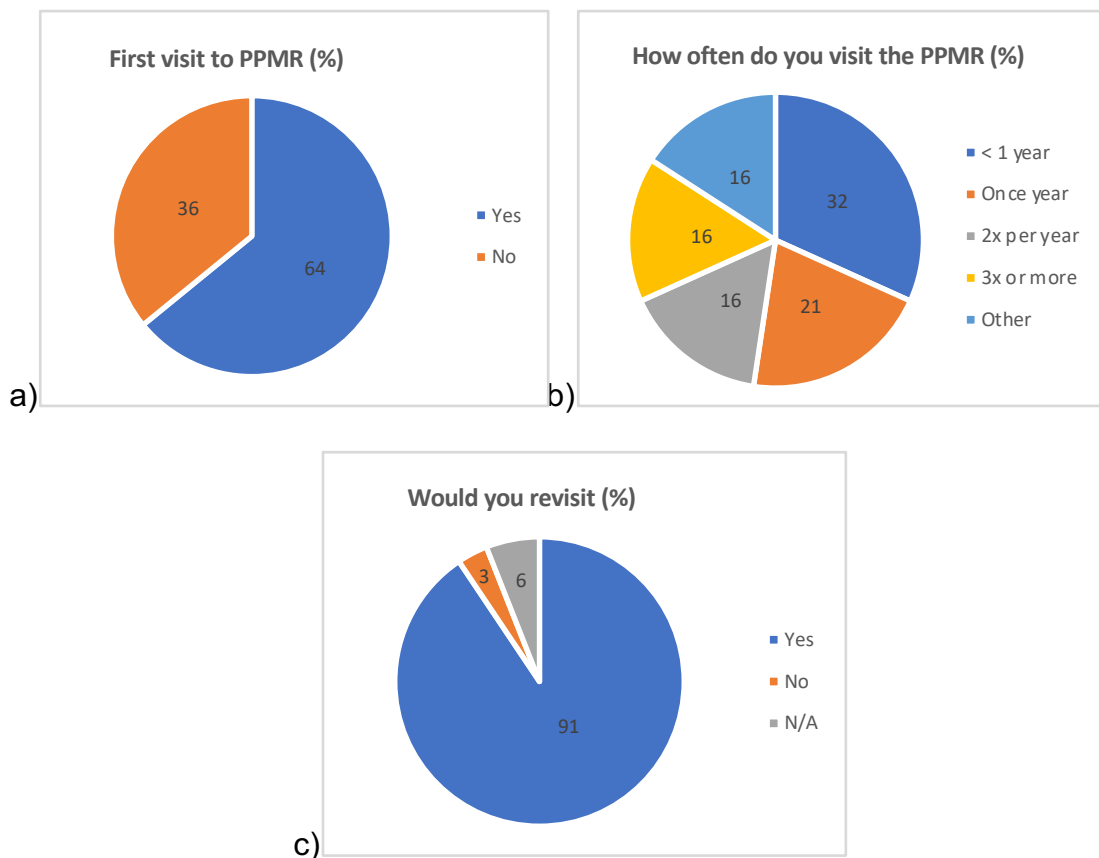 First visit to PPMR (%)
36
64
Yes
No
a)
How often do you visit the PPMR (%)
16
32
16
16
21
< 1 year
Once year
2x per year
3x or more
Other
b)
Would you revisit (%)
3
6
91
Yes
No
N/A
c)